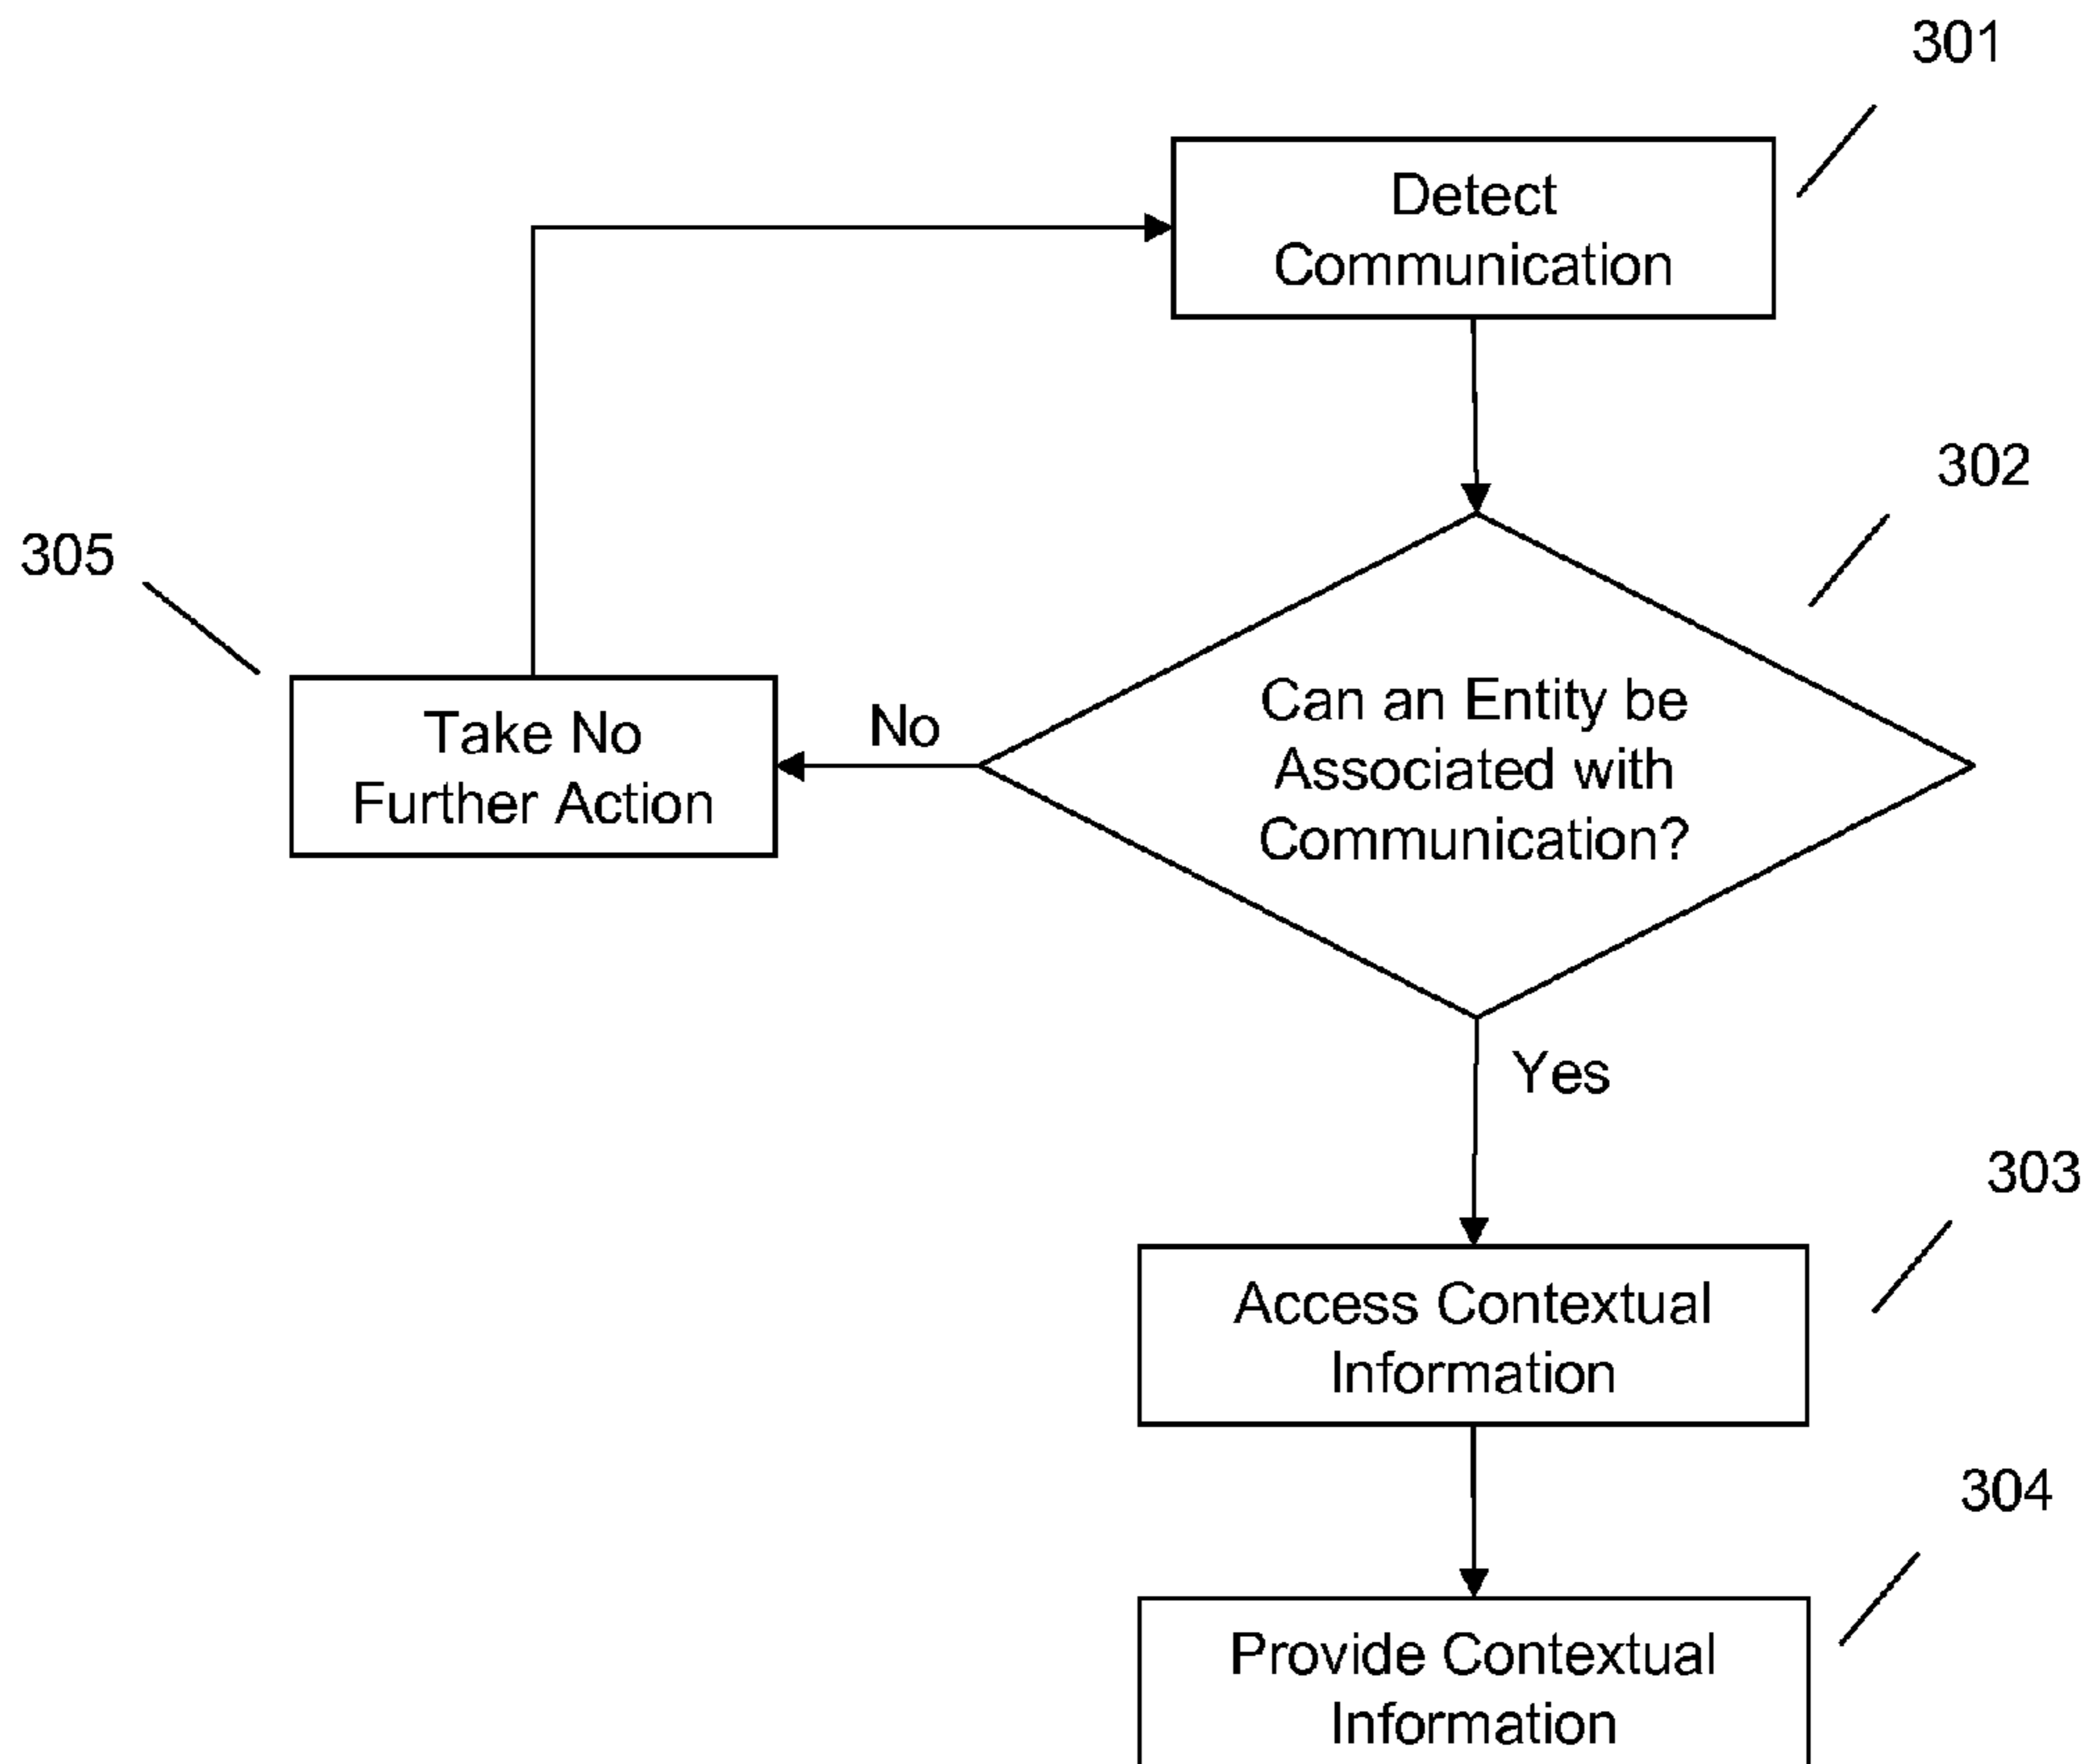 301
Detect
Communication
302
305
Can an Entity be
Associated with
Communication?
No
Take No
Further Action
Yes
303
Access Contextual
Information
304
Provide Contextual
Information